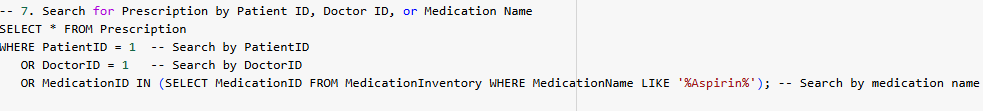 -- 7. Search for Prescription by Patient ID, Doctor ID, or Medication Name
SELECT * FROM Prescription
WHERE PatientID = 1  -- Search by PatientID
   OR DoctorID = 1   -- Search by DoctorID
   OR MedicationID IN (SELECT MedicationID FROM MedicationInventory WHERE MedicationName LIKE '%Aspirin%'); -- Search by medication name